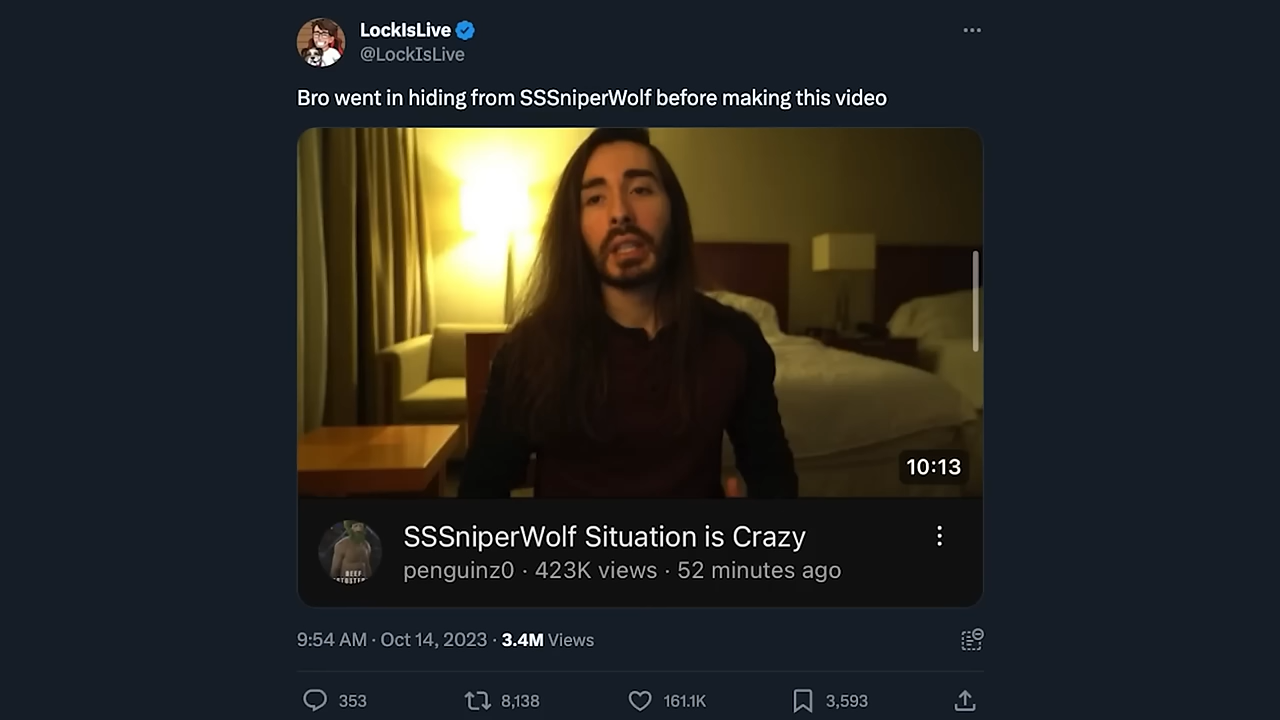 LockIsLive
@LockIsLive
Bro went in hiding from SSSniperWolf before making this video
10:13
SSSniperWolf Situation is Crazy
penguinz0 · 423K views · 52 minutes ago
BEEF
9:54 AM · Oct 14, 2023 · 3.4M Views
353 8,138 161.1K 3,593